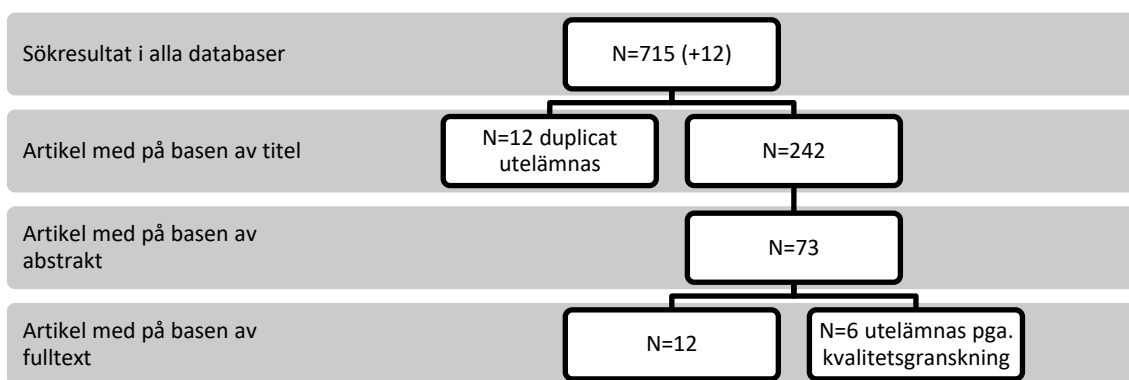 Sökresultat i alla databaser
N=715 (+12)
Artikel med på basen av titel
N=12 duplicat
utelämnas
N=242
Artikel med på basen av
abstrakt
N=73
Artikel med på basen av
fulltext
N=12
N=6 utelämnas pga.
kvalitetsgranskning